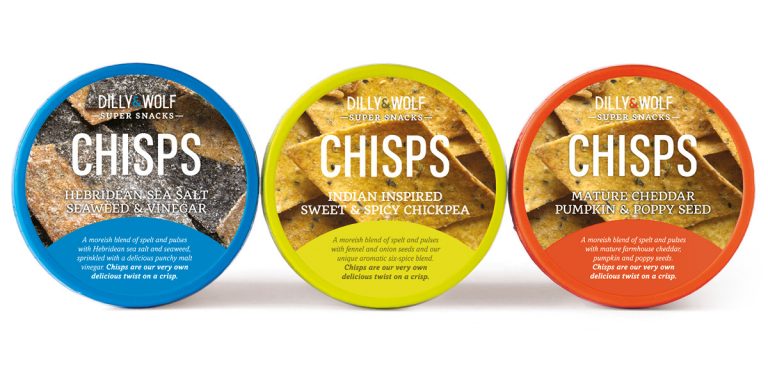 DILLY&WOLF
SUPER SNACKS
CHISPS
HEBRIDEAN SEA SALT
SEAWEED & VINEGAR
A moreish blend of spelt and pulses
with Hebridean sea salt and seaweed,
sprinkled with a delicious punchy malt
vinegar. Chisps are our very own
delicious twist on a crisp.
DILLY&WOLF
SUPER SNACKS
CHISPS
INDIAN INSPIRED
SWEET & SPICY CHICKPEA
A moreish blend of spelt and pulses
with fennel and onion seeds and our
unique aromatic six-spice blend.
Chisps are our very own
delicious twist on a crisp.
DILLY&WOLF
SUPER SNACKS
CHISPS
MATURE CHEDDAR
PUMPKIN & POPPY SEED
A moreish blend of spelt and pulses
with mature farmhouse cheddar,
pumpkin and poppy seeds.
Chisps are our very own
delicious twist on a crisp.